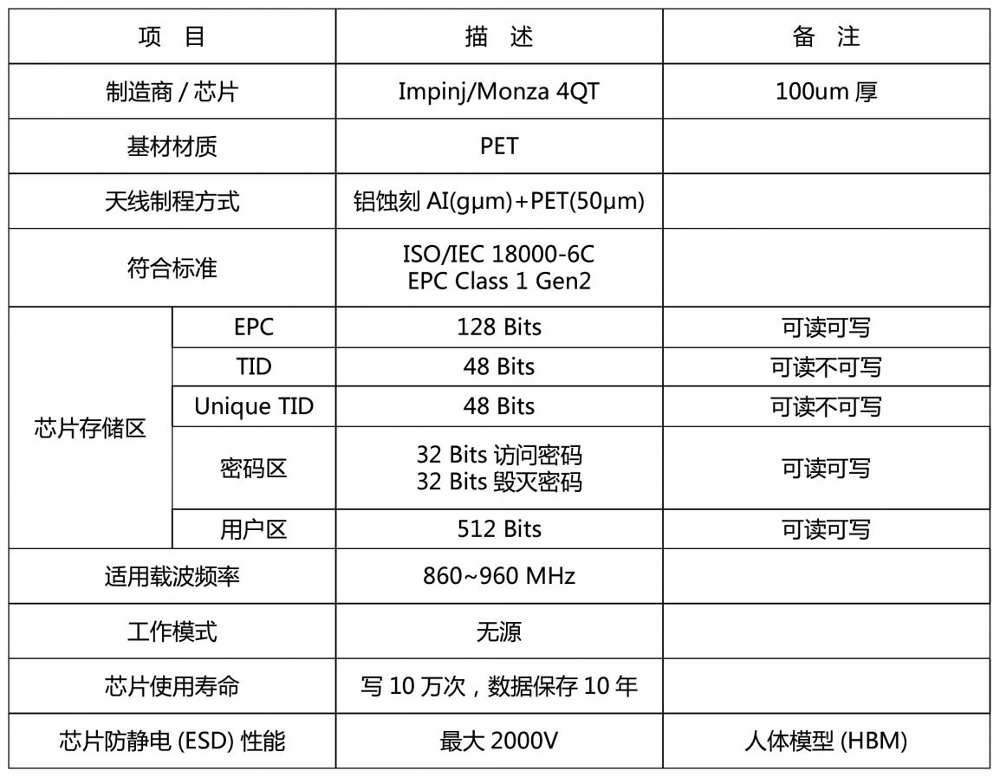 项 目 描 述 备 注
制造商 / 芯片 Impinj/Monza 4QT 100um 厚
基材材质 PET
天线制程方式 铝蚀刻 AI(gμm)+PET(50μm)
符合标准 ISO/IEC 18000-6C
EPC Class 1 Gen2
芯片存储区
EPC 128 Bits 可读可写
TID 48 Bits 可读不可写
Unique TID 48 Bits 可读不可写
密码区 32 Bits 访问密码
32 Bits 毁灭密码
可读可写
用户区 512 Bits 可读可写
适用载波频率 860~960 MHz
工作模式 无源
芯片使用寿命 写 10 万次，数据保存 10 年
芯片防静电 (ESD) 性能 最大 2000V 人体模型 (HBM)